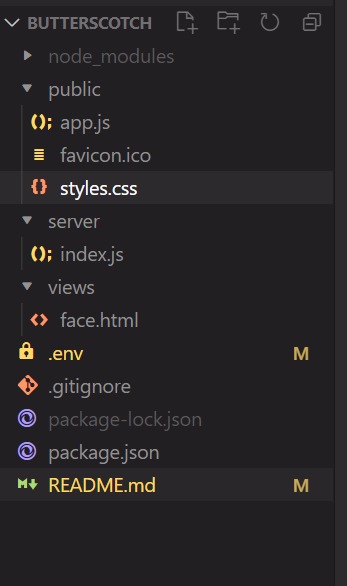 BUTTERSCOTCH
node_modules
public
app.js
favicon.ico
styles.css
server
index.js
views
face.html
.env M
.gitignore
package-lock.json
package.json
README.md M